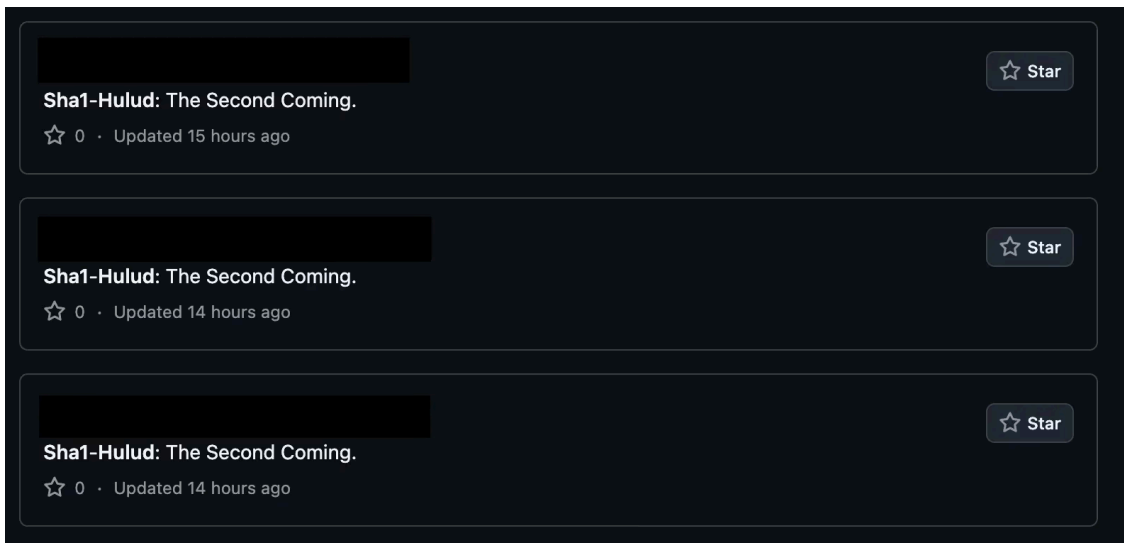 Star
Sha1-Hulud: The Second Coming.
0 · Updated 15 hours ago
Star
Sha1-Hulud: The Second Coming.
0 · Updated 14 hours ago
Star
Sha1-Hulud: The Second Coming.
0 · Updated 14 hours ago